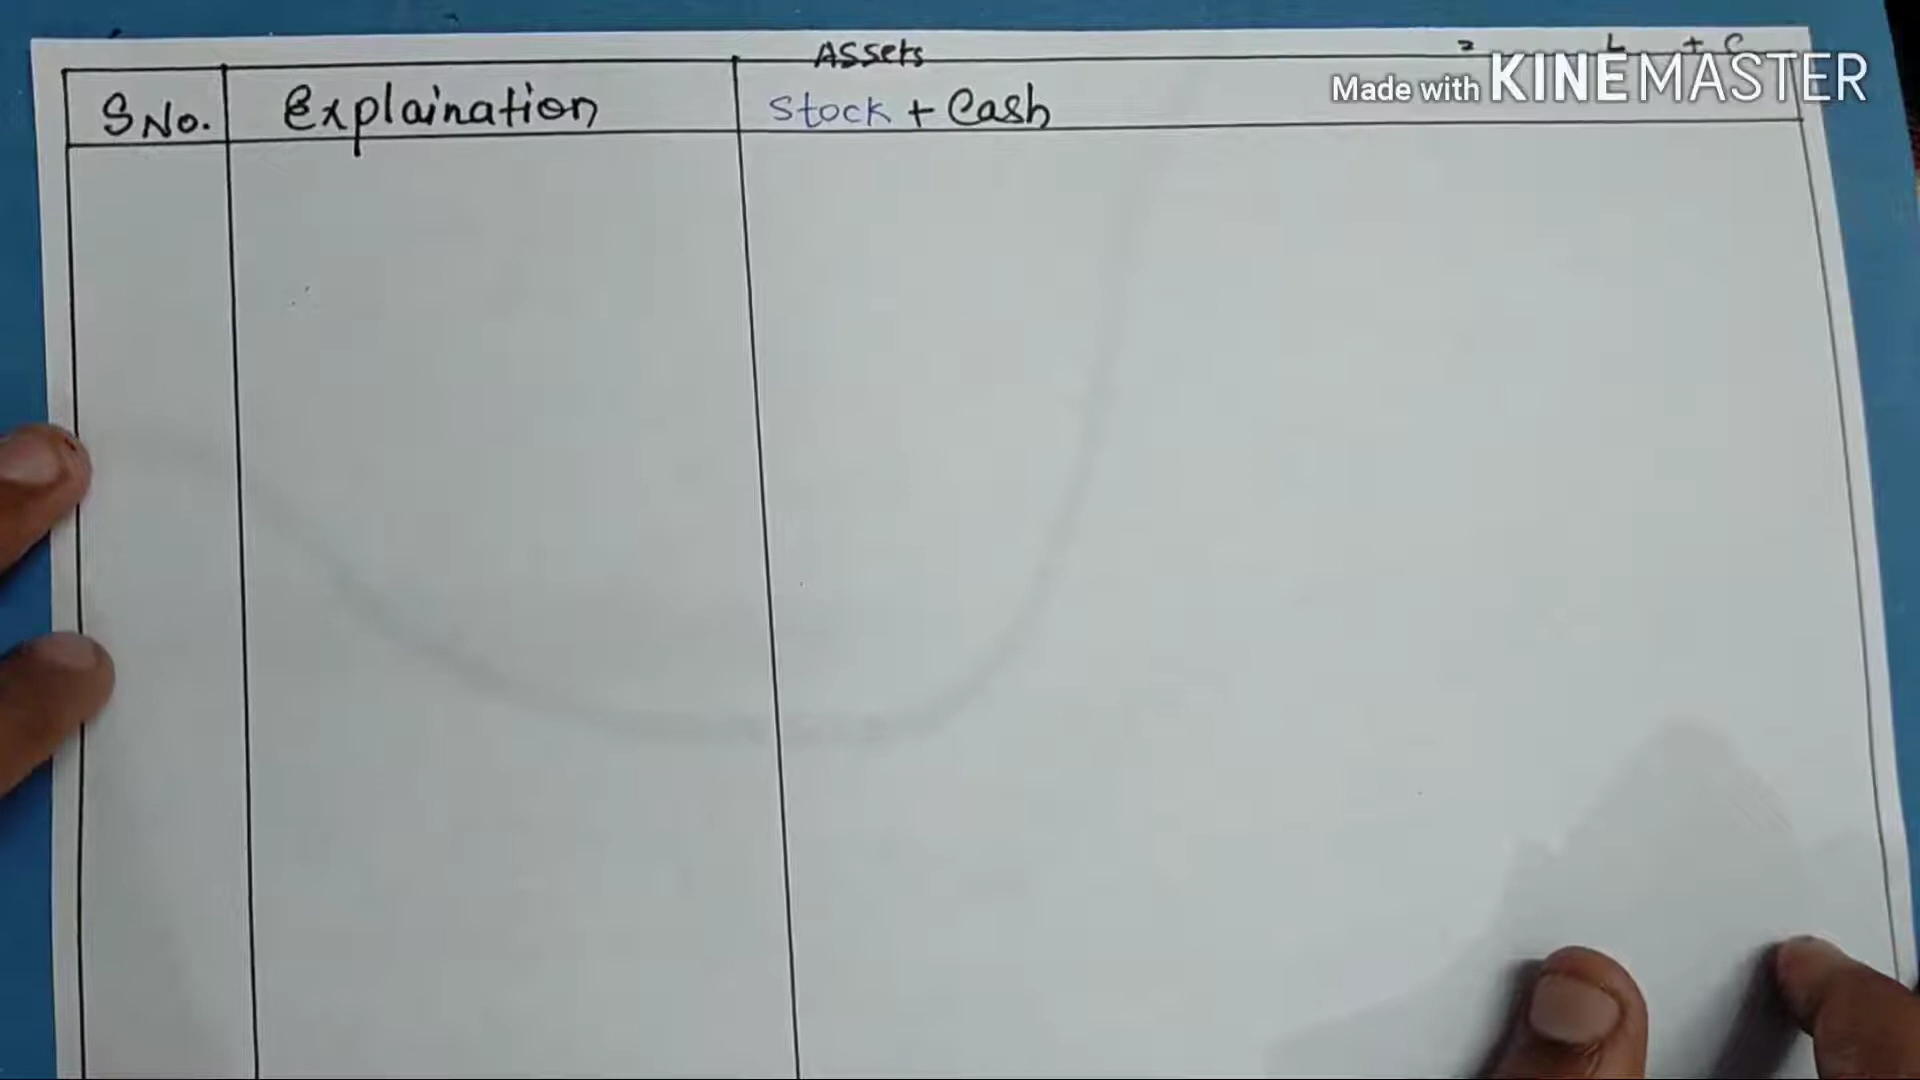 Assets = L + C
Made with KINEMASTER
S No. Explaination Stock + Cash